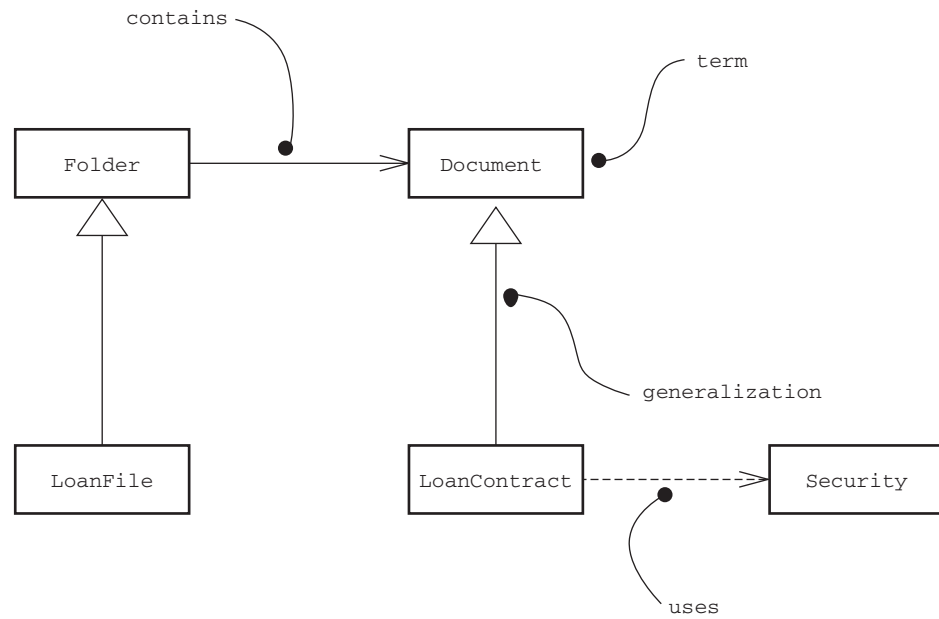 contains
term
Folder
Document
generalization
LoanFile
LoanContract
Security
uses